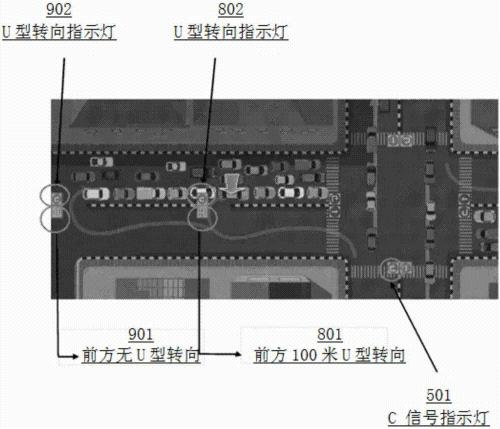 902
U 型转向指示灯
802
U 型转向指示灯
901
前方无 U 型转向
801
前方 100 米 U 型转向
501
C 信号指示灯